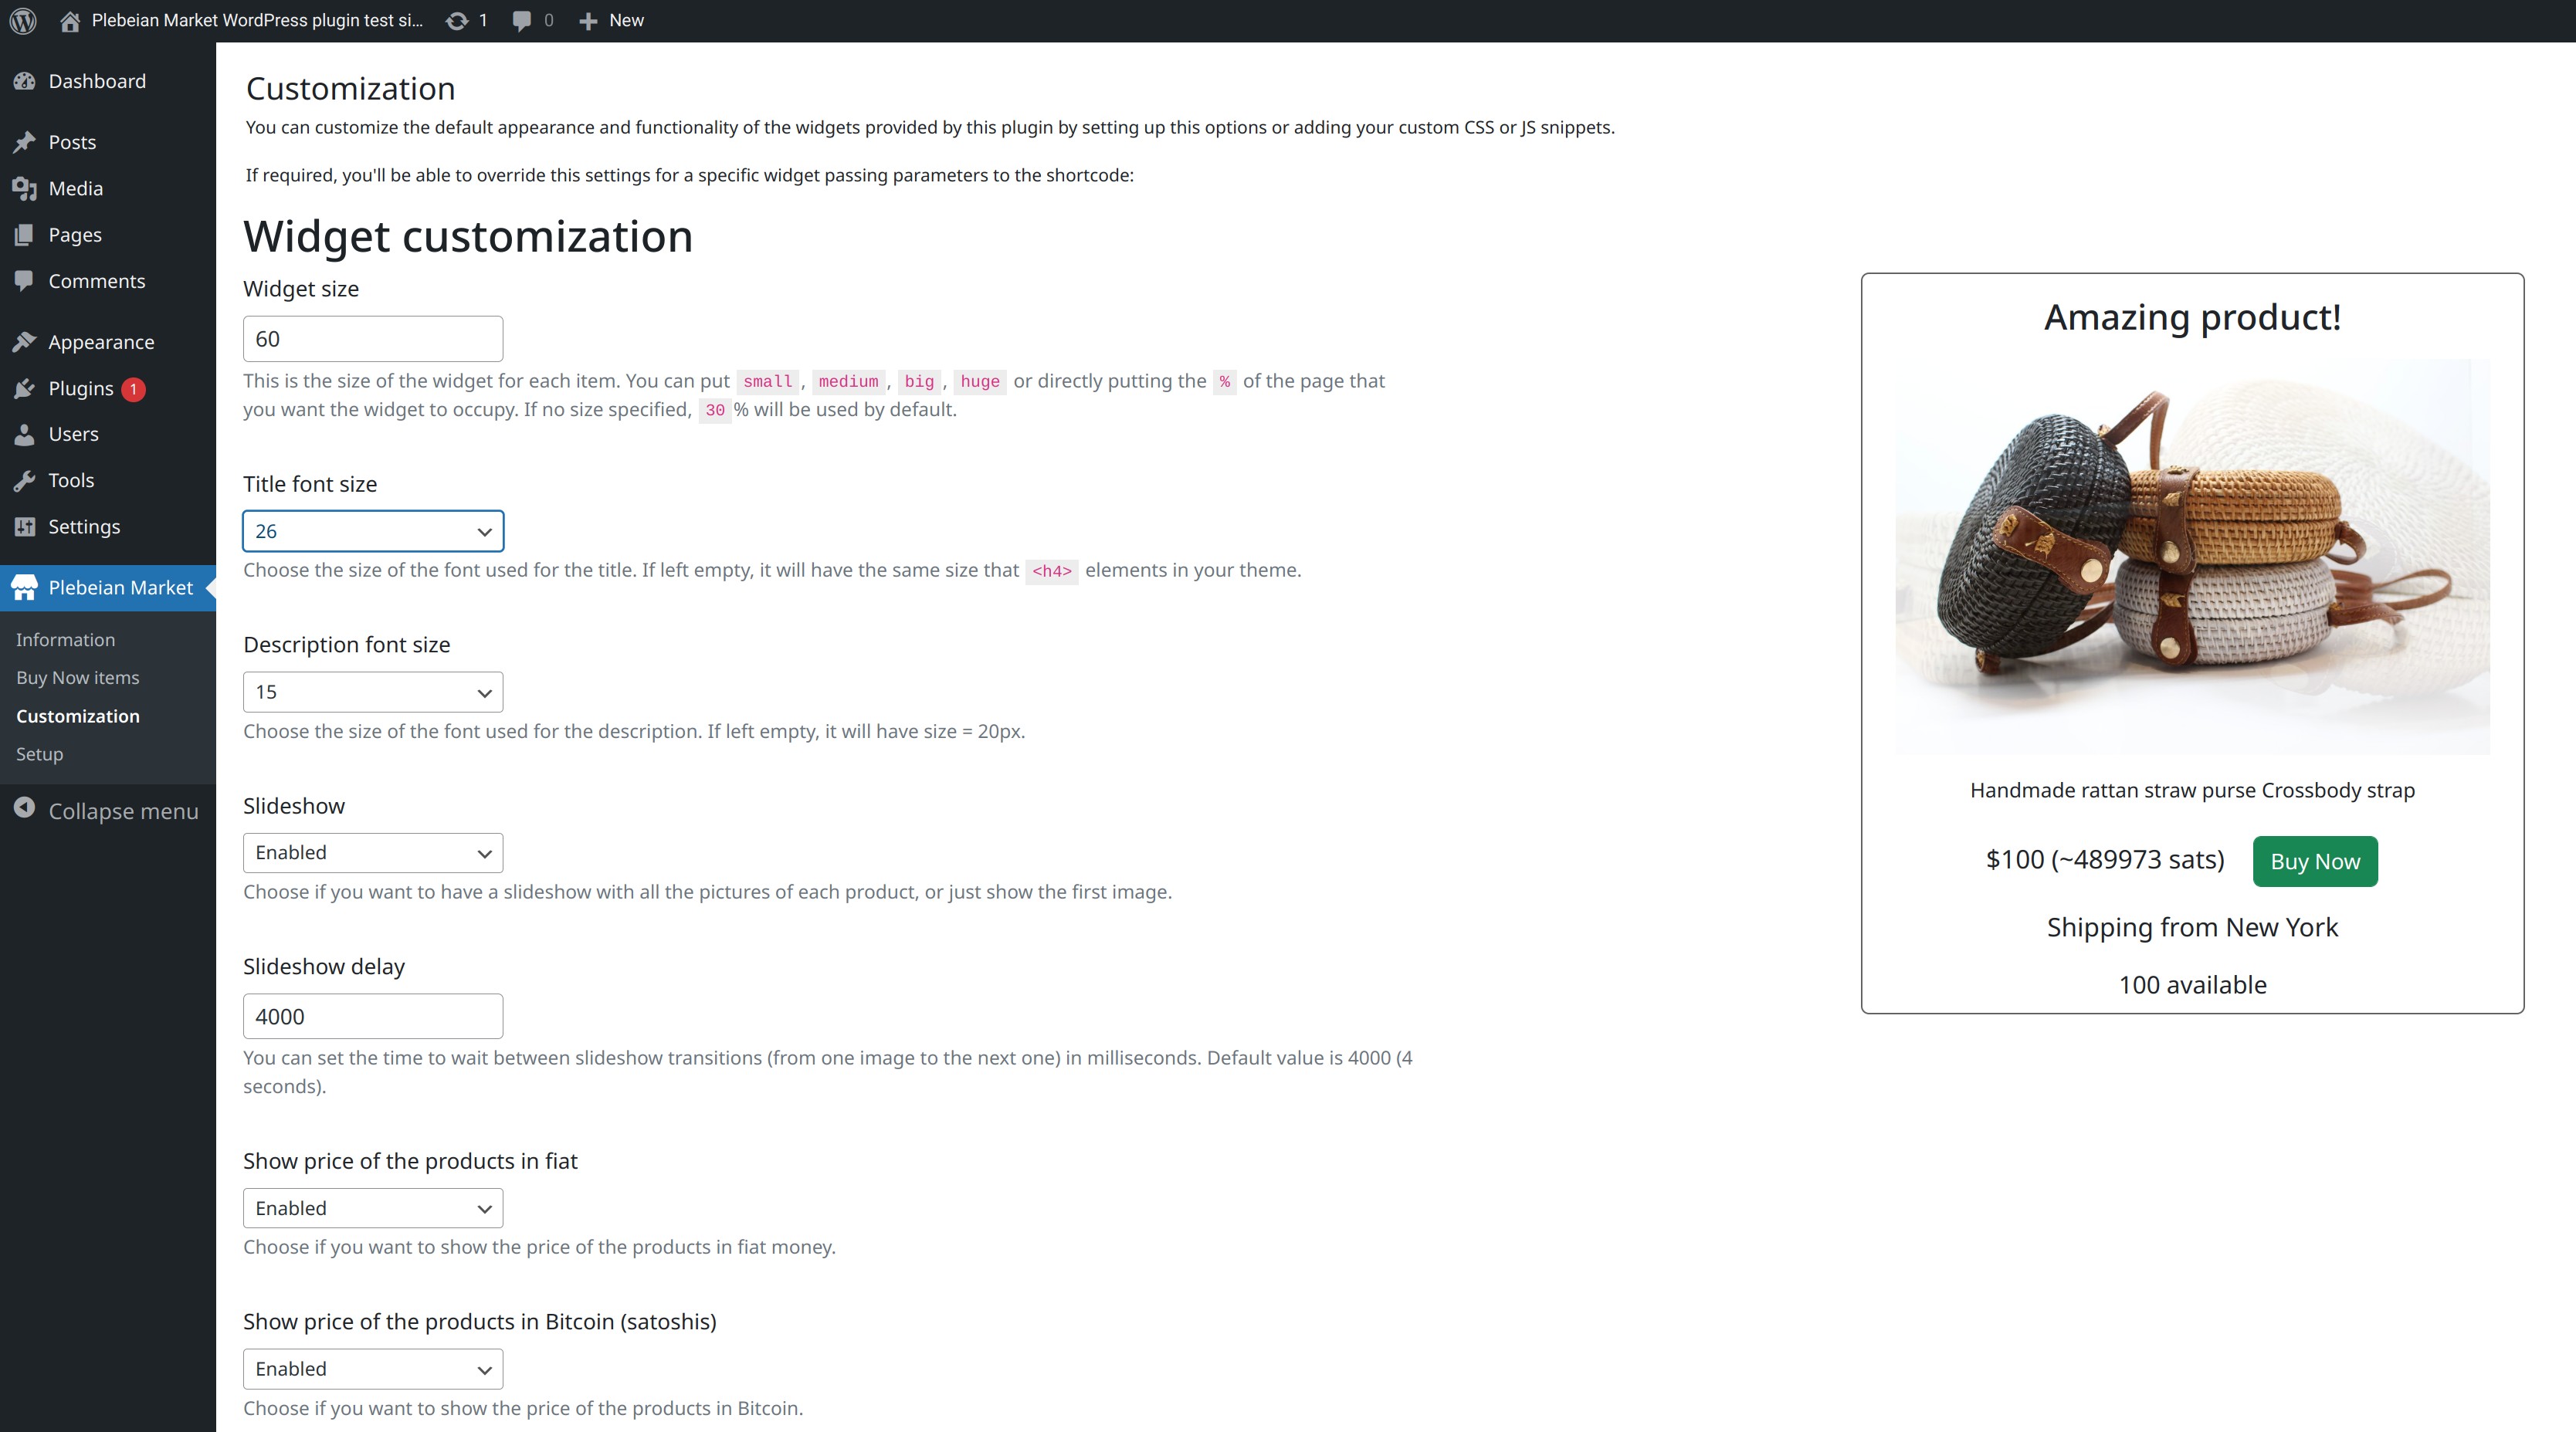 Plebeian Market WordPress plugin test si... 1 0 New
Dashboard
Posts
Media
Pages
Comments
Appearance
Plugins 1
Users
Tools
Settings
Plebeian Market
Information
Buy Now items
Customization
Setup
Collapse menu
Customization
You can customize the default appearance and functionality of the widgets provided by this plugin by setting up this options or adding your custom CSS or JS snippets.
If required, you'll be able to override this settings for a specific widget passing parameters to the shortcode:
Widget customization
Widget size
60
This is the size of the widget for each item. You can put small, medium, big, huge or directly putting the % of the page that
you want the widget to occupy. If no size specified, 30% will be used by default.
Title font size
26
Choose the size of the font used for the title. If left empty, it will have the same size that <h4> elements in your theme.
Description font size
15
Choose the size of the font used for the description. If left empty, it will have size = 20px.
Slideshow
Enabled
Choose if you want to have a slideshow with all the pictures of each product, or just show the first image.
Slideshow delay
4000
You can set the time to wait between slideshow transitions (from one image to the next one) in milliseconds. Default value is 4000 (4
seconds).
Show price of the products in fiat
Enabled
Choose if you want to show the price of the products in fiat money.
Show price of the products in Bitcoin (satoshis)
Enabled
Choose if you want to show the price of the products in Bitcoin.
Amazing product!
Handmade rattan straw purse Crossbody strap
$100 (~489973 sats) Buy Now
Shipping from New York
100 available